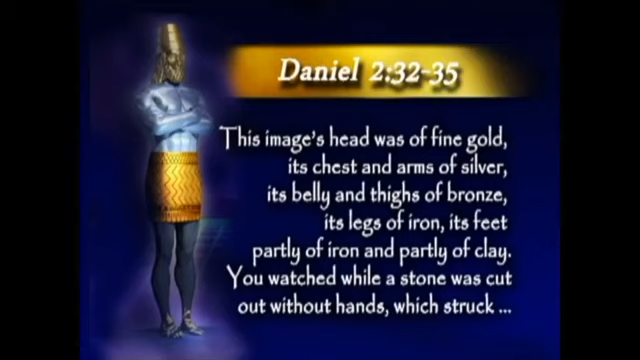 Daniel 2:32-35
This image's head was of fine gold,
its chest and arms of silver,
its belly and thighs of bronze,
its legs of iron, its feet
partly of iron and partly of clay.
You watched while a stone was cut
out without hands, which struck ...